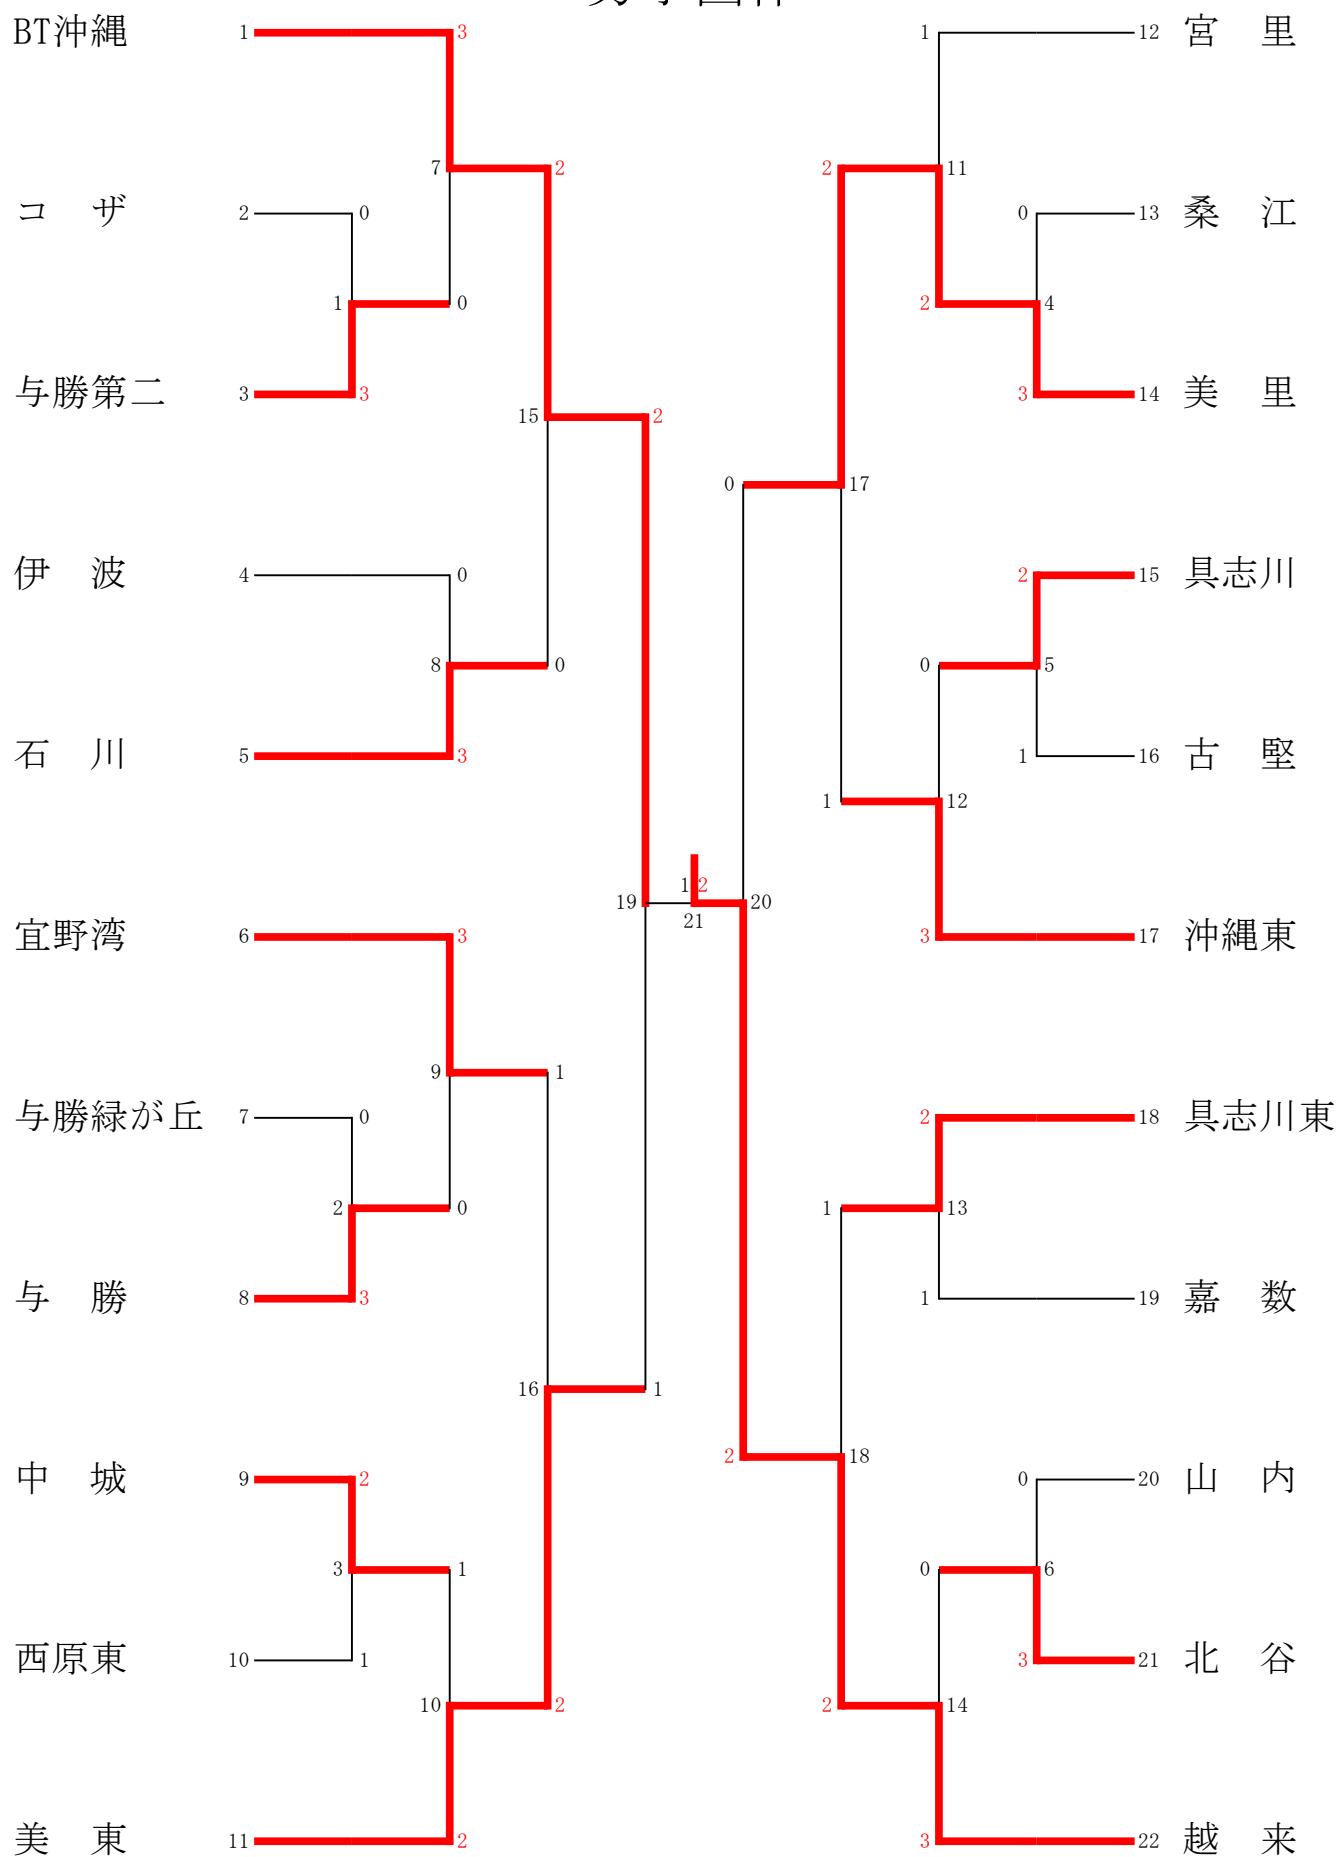 BT沖縄 1 3 1 12 宮 里
7 2 2 11
コ ザ 2 0 0 13 桑 江
1 0 2 4
与勝第二 3 3 3 14 美 里
15 2
0 17
伊 波 4 0 2 15 具志川
8 0 0 5
石 川 5 3 1 16 古 堅
1 12
1 2
19 20
21
宜野湾 6 3 3 17 沖縄東
9 1
与勝緑が丘 7 0 2 18 具志川東
2 0 1 13
与 勝 8 3 1 19 嘉 数
16 1
2 18
中 城 9 2 0 20 山 内
3 1 0 6
西原東 10 1 3 21 北 谷
10 2 2 14
美 東 11 2 3 22 越 来